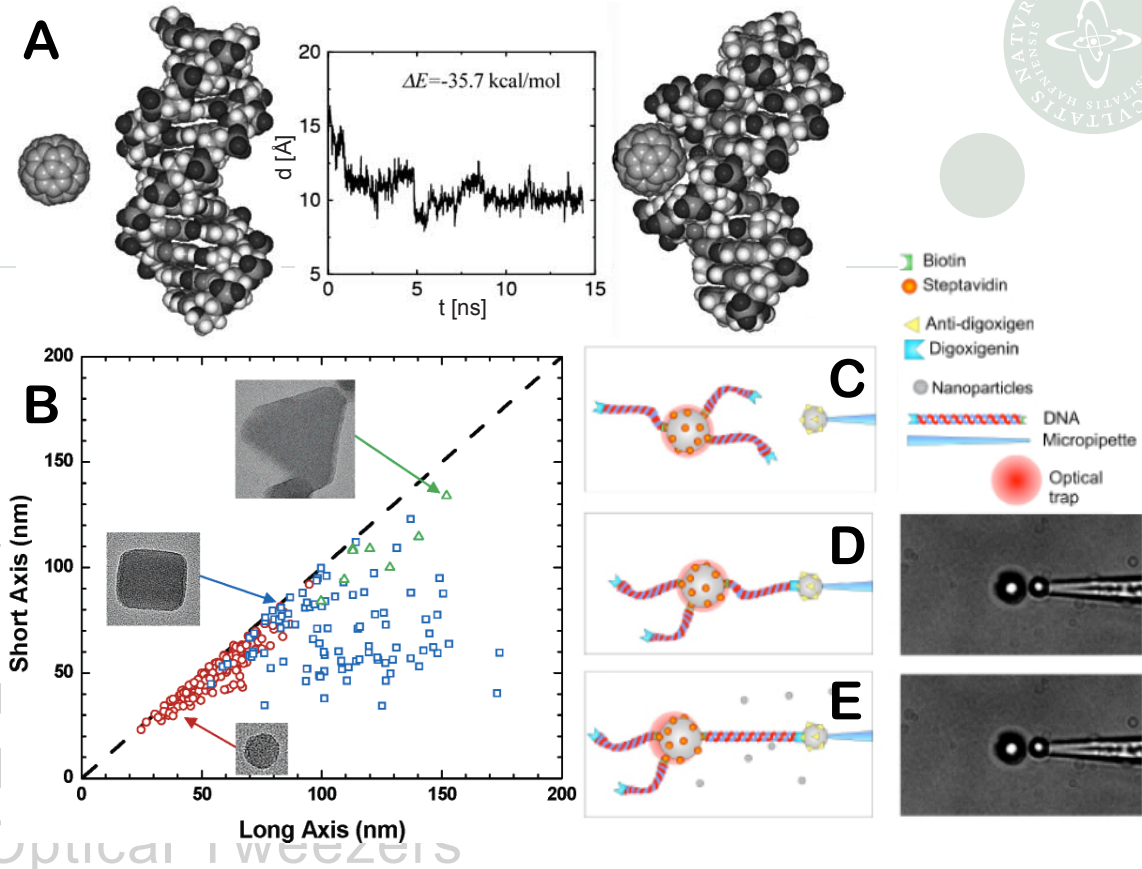 A
20
15
10
5
d [Å]
ΔE=-35.7 kcal/mol
0
5
10
15
t [ns]
Biotin
Steptavidin
Anti-digoxigen
Digoxigenin
Nanoparticles
DNA
Micropipette
Optical
trap
B
200
150
100
50
0
Short Axis (nm)
0
50
100
150
200
Long Axis (nm)
C
D
E
Optical Tweezers